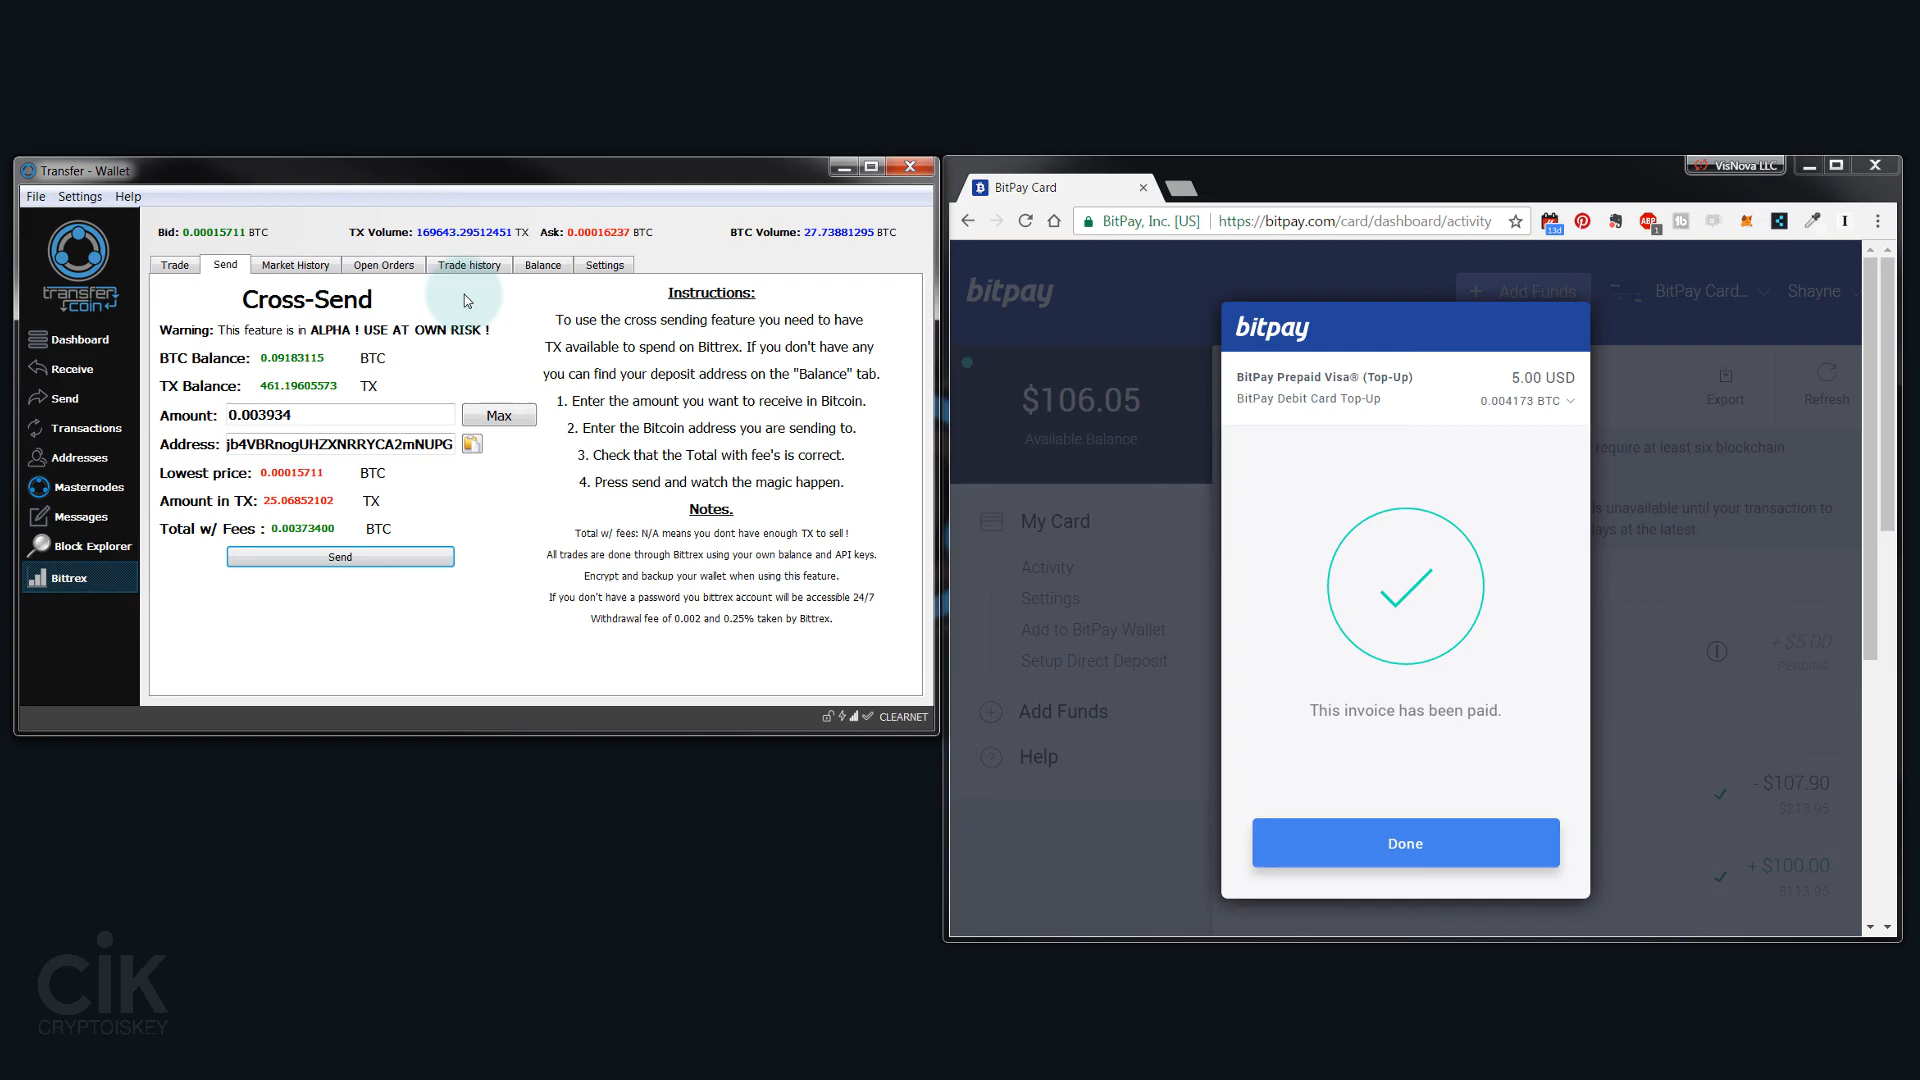 Transfer - Wallet
File Settings Help
Bid: 0.00015711 BTC TX Volume: 169643.29512451 TX Ask: 0.00016237 BTC BTC Volume: 27.73881295 BTC
Trade Send Market History Open Orders Trade history Balance Settings
transfer
coin
Dashboard
Receive
Send
Transactions
Addresses
Masternodes
Messages
Block Explorer
Bittrex
Cross-Send
Warning: This feature is in ALPHA ! USE AT OWN RISK !
BTC Balance: 0.09183115 BTC
TX Balance: 461.19605573 TX
Amount: 0.003934 Max
Address: jb4VBRnogUHZXNRRYCA2mNUPG
Lowest price: 0.00015711 BTC
Amount in TX: 25.06852102 TX
Total w/ Fees : 0.00373400 BTC
Send
Instructions:
To use the cross sending feature you need to have
TX available to spend on Bittrex. If you don't have any
you can find your deposit address on the "Balance" tab.
1. Enter the amount you want to receive in Bitcoin.
2. Enter the Bitcoin address you are sending to.
3. Check that the Total with fee's is correct.
4. Press send and watch the magic happen.
Notes.
Total w/ fees: N/A means you dont have enough TX to sell !
All trades are done through Bittrex using your own balance and API keys.
Encrypt and backup your wallet when using this feature.
If you don't have a password you bittrex account will be accessible 24/7
Withdrawal fee of 0.002 and 0.25% taken by Bittrex.
CLEARNET
VisNova LLC
BitPay Card
BitPay, Inc. [US] https://bitpay.com/card/dashboard/activity
13d
ABP
1
bitpay
+ Add Funds
BitPay Card...
Shayne
$106.05
Available Balance
Export
Refresh
require at least six blockchain
is unavailable until your transaction to
days at the latest.
My Card
Activity
Settings
Add to BitPay Wallet
Setup Direct Deposit
Add Funds
Help
+ $5.00
PENDING
- $107.90
$213.95
+ $100.00
$113.95
bitpay
BitPay Prepaid Visa® (Top-Up) 5.00 USD
BitPay Debit Card Top-Up 0.004173 BTC
This invoice has been paid.
Done
CiK
CRYPTOISKEY